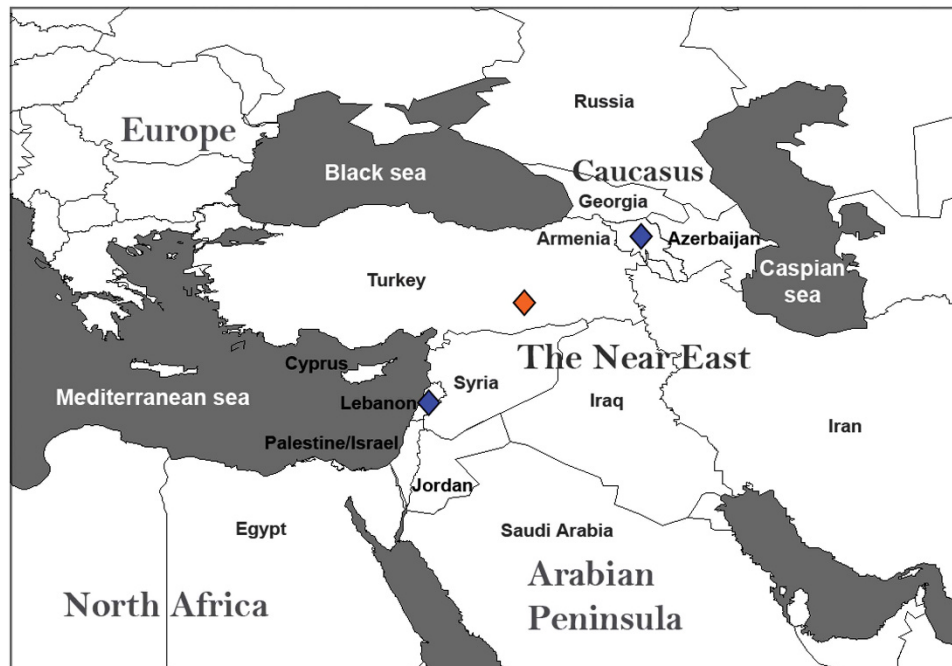 Russia
Europe
Black sea
Caucasus
Georgia
Armenia
Azerbaijan
Caspian
sea
Turkey
The Near East
Cyprus
Syria
Mediterranean sea
Lebanon
Iraq
Iran
Palestine/Israel
Jordan
Egypt
Saudi Arabia
Arabian
Peninsula
North Africa